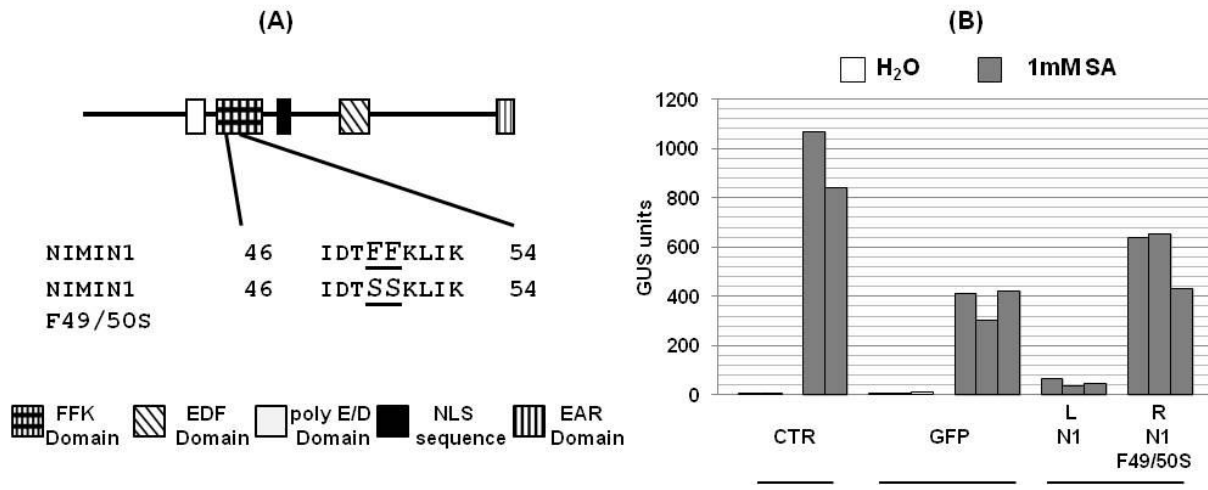 (A)
NIMIN1 46 IDTFFKLIK 54
NIMIN1 46 IDTSSKLIK 54
F49/50S
FFK Domain
EDF Domain
poly E/D Domain
NLS sequence
EAR Domain
(B)
H₂O 1mM SA
GUS units
1200
1000
800
600
400
200
0
CTR
GFP
L
N1
R
N1
F49/50S